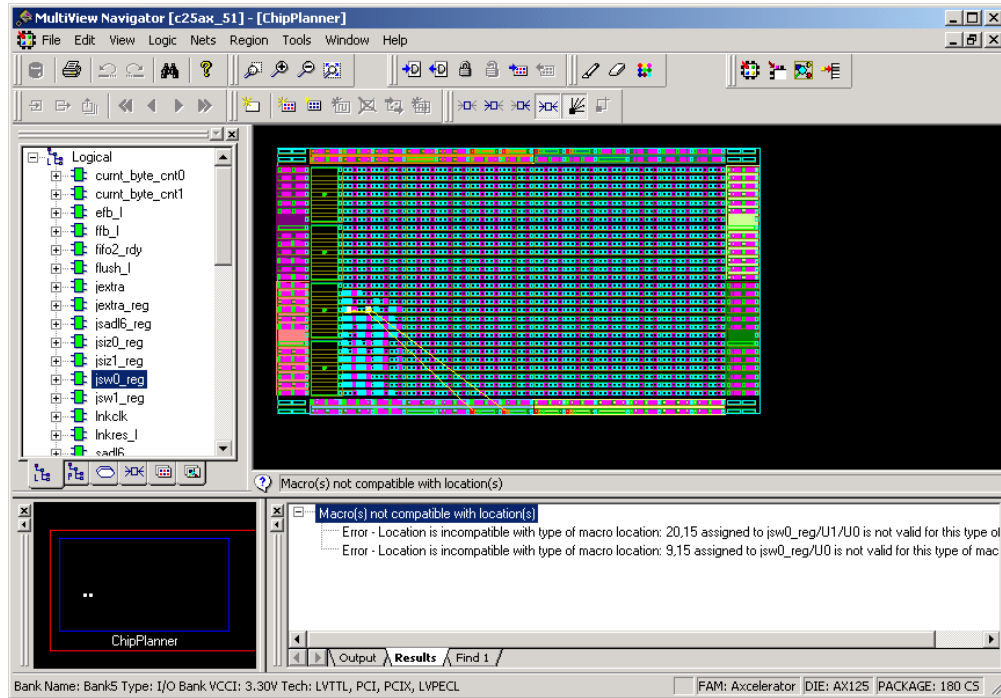 MultiView Navigator [c25ax_51] - [ChipPlanner]
File Edit View Logic Nets Region Tools Window Help
Logical
curnt_byte_cnt0
curnt_byte_cnt1
efb_l
ffb_l
fifo2_rdy
flush_l
jextra
jextra_reg
jsadl6_reg
jsiz0_reg
jsiz1_reg
jsw0_reg
jsw1_reg
lnkclk
lnkres_l
sadl6
Macro(s) not compatible with location(s)
Macro(s) not compatible with location(s)
Error - Location is incompatible with type of macro location: 20,15 assigned to jsw0_reg/U1/U0 is not valid for this type of
Error - Location is incompatible with type of macro location: 9,15 assigned to jsw0_reg/U0 is not valid for this type of mac
ChipPlanner
Output Results Find 1
Bank Name: Bank5 Type: I/O Bank VCCI: 3.30V Tech: LVTTL, PCI, PCIX, LVPECL FAM: Axcelerator DIE: AX125 PACKAGE: 180 CS